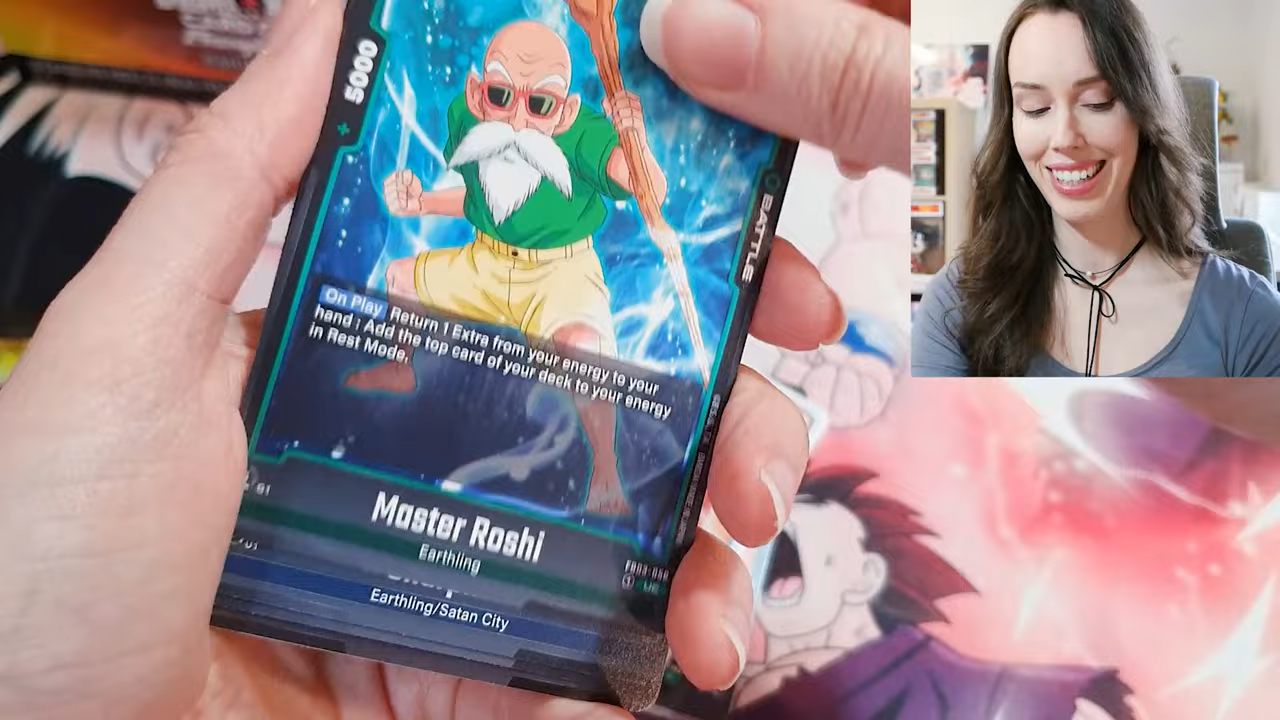 5000
BATTLE
On Play Return 1 Extra from your energy to your
hand : Add the top card of your deck to your energy
in Rest Mode.
Master Roshi
Earthling
Earthling/Satan City